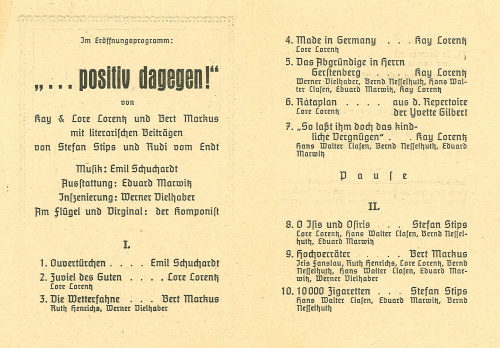 Im Eröffnungsprogramm:
„... positiv dagegen!"
von
Kay & Lore Lorentz und Bert Markus
mit literarischen Beiträgen
von Stefan Stips und Rudi vom Endt
Musik: Emil Schuchardt
Ausstattung: Eduard Marwitz
Inszenierung: Werner Vielhaber
Am Flügel und Virginal: der Komponist
I.
1. Ouvertürchen .... Emil Schuchardt
2. Zuviel des Guten .... Lore Lorentz
Lore Lorentz
3. Die Wetterfahne ... Bert Markus
Ruth Henrichs, Werner Vielhaber
4. Made in Germany ... Kay Lorentz
Lore Lorentz
5. Das Abgründige in Herrn
Gerstenberg ... Kay Lorentz
Werner Vielhaber, Bernd Nesselhuth, Hans Wal-
ter Clasen, Eduard Marwitz, Kay Lorentz
6. Rataplan .... aus d. Repertoire
Lore Lorentz der Yvette Gilbert
7. „So laßt ihm doch das kind-
liche Vergnügen" .. Kay Lorentz
Hans Walter Clasen, Bernd Nesselhuth, Eduard
Marwitz
Pause
II.
8. O Isis und Osiris ... Stefan Stips
Lore Lorentz, Hans Walter Clasen, Bernd Nessel-
huth, Eduard Marwitz
9. Hochverräter ... Bert Markus
Iris Fanslau, Ruth Henrichs, Lore Lorentz, Bernd
Nesselhuth, Hans Walter Clasen, Eduard Mar-
witz, Werner Vielhaber
10. 10 000 Zigaretten ... Stefan Stips
Hans Walter Clasen, Eduard Marwitz, Bernd
Nesselhuth